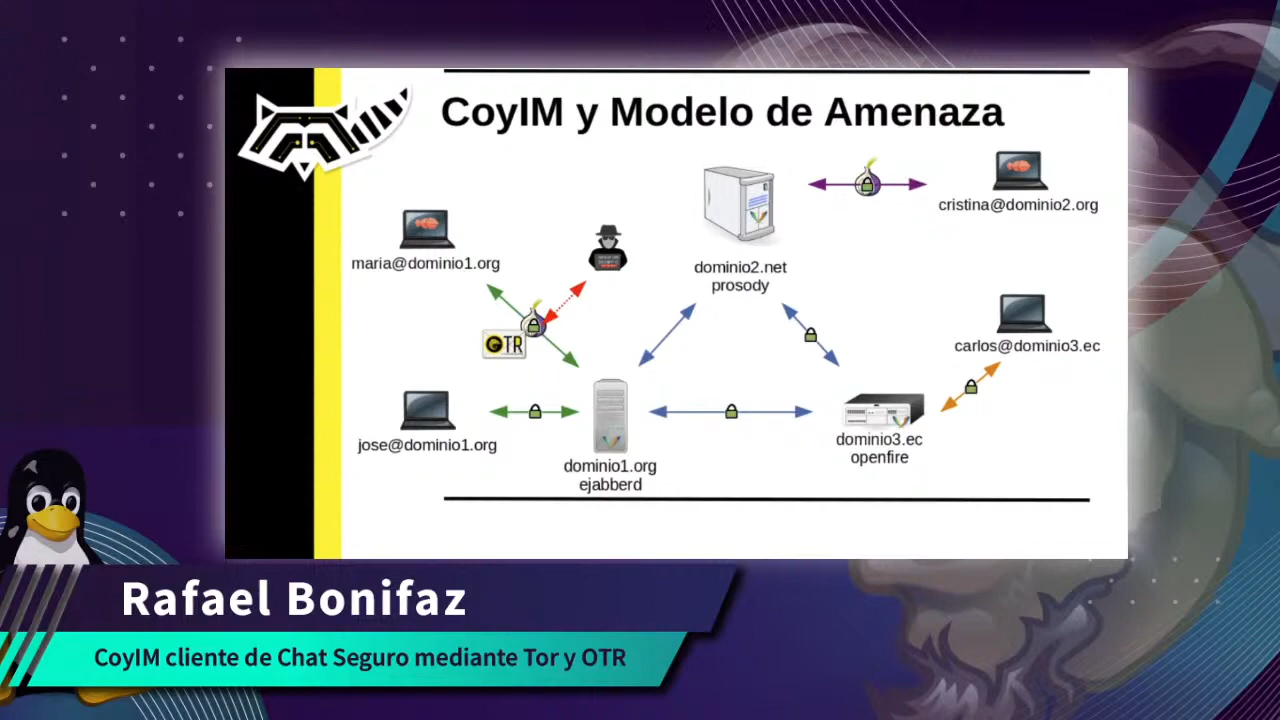 CoyIM y Modelo de Amenaza
cristina@dominio2.org
maria@dominio1.org
dominio2.net
prosody
OTR
carlos@dominio3.ec
jose@dominio1.org
dominio3.ec
openfire
dominio1.org
ejabberd
Rafael Bonifaz
CoyIM cliente de Chat Seguro mediante Tor y OTR